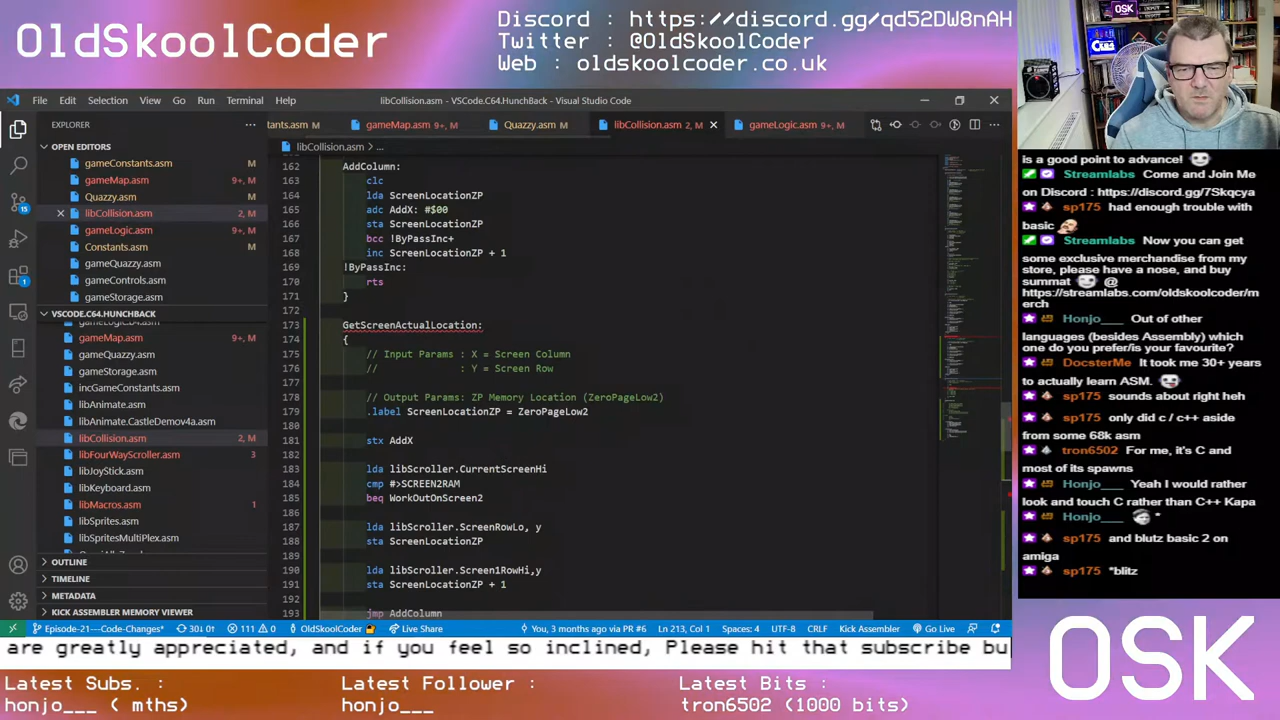 OldSkoolCoder
Discord : https://discord.gg/qd52DW8nAH
Twitter : @OldSkoolCoder
Web : oldskoolcoder.co.uk
File Edit Selection View Go Run Terminal Help
libCollision.asm - VSCode.C64.HunchBack - Visual Studio Code
EXPLORER
tants.asm M
gameMap.asm 9+, M
Quazzy.asm M
libCollision.asm 2, M
gameLogic.asm 9+, M
libCollision.asm > ...
OPEN EDITORS
gameConstants.asm M
gameMap.asm 9+, M
Quazzy.asm M
libCollision.asm 2, M
gameLogic.asm 9+, M
Constants.asm M
gameQuazzy.asm
gameControls.asm
gameStorage.asm
VSCODE.C64.HUNCHBACK
gameMap.asm 9+, M
gameQuazzy.asm
gameStorage.asm
incGameConstants.asm
libAnimate.asm
libAnimate.CastleDemov4a.asm
libCollision.asm 2, M
libFourWayScroller.asm 3
libJoyStick.asm
libKeyboard.asm
libMacros.asm 1
libSprites.asm
libSpritesMultiPlex.asm
OUTLINE
TIMELINE
METADATA
KICK ASSEMBLER MEMORY VIEWER
15
1
162 AddColumn:
163 clc
164 lda ScreenLocationZP
165 adc AddX: #$00
166 sta ScreenLocationZP
167 bcc !ByPassInc+
168 inc ScreenLocationZP + 1
169 !ByPassInc:
170 rts
171 }
172
173 GetScreenActualLocation:
174 {
175 // Input Params : X = Screen Column
176 : Y = Screen Row
177
178 // Output Params: ZP Memory Location (ZeroPageLow2)
179 .label ScreenLocationZP = ZeroPageLow2
180
181 stx AddX
182
183 lda libScroller.CurrentScreenHi
184 cmp #>SCREEN2RAM
185 beq WorkOutOnScreen2
186
187 lda libScroller.ScreenRowLo, y
188 sta ScreenLocationZP
189
190 lda libScroller.Screen1RowHi,y
191 sta ScreenLocationZP + 1
192
193 jmp AddColumn
Episode-21---Code-Changes* 30↓ 0↑ 111 0 OldSkoolCoder Live Share
You, 3 months ago via PR #6 Ln 213, Col 1 Spaces: 4 UTF-8 CRLF Kick Assembler Go Live
OSK
is a good point to advance!
Streamlabs Come and Join Me
on Discord : https://discord.gg/7Skqcya
sp175 had enough trouble with
basic
Streamlabs Now you can get
some exclusive merchandise from my
store, please have a nose, and buy
summat @
https://streamlabs.com/oldskoolcoder/m
erch
Honjo____ Out of other
languages (besides Assembly) which
one do you prefer/is your favourite?
DocsterMe It took me 30+ years
to actually learn ASM.
sp175 sounds about right heh
sp175 only did c / c++ aside
from some 68k asm
tron6502 For me, it's C and
most of its spawns
Honjo____ Yeah I would rather
look and touch C rather than C++ Kapa
Honjo____ *
sp175 and blutz basic 2 on
amiga
sp175 *blitz
are greatly appreciated, and if you feel so inclined, Please hit that subscribe bu
Latest Subs. :
honjo___ ( mths)
Latest Follower :
honjo___
Latest Bits :
tron6502 (1000 bits)
OSK